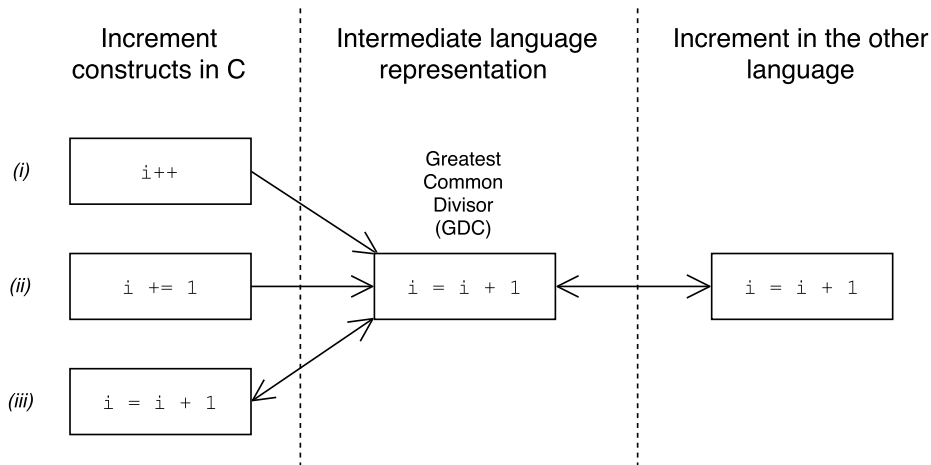 Increment
constructs in C
Intermediate language
representation
Increment in the other
language
(i)
i++
Greatest
Common
Divisor
(GDC)
(ii)
i += 1
i = i + 1
i = i + 1
(iii)
i = i + 1